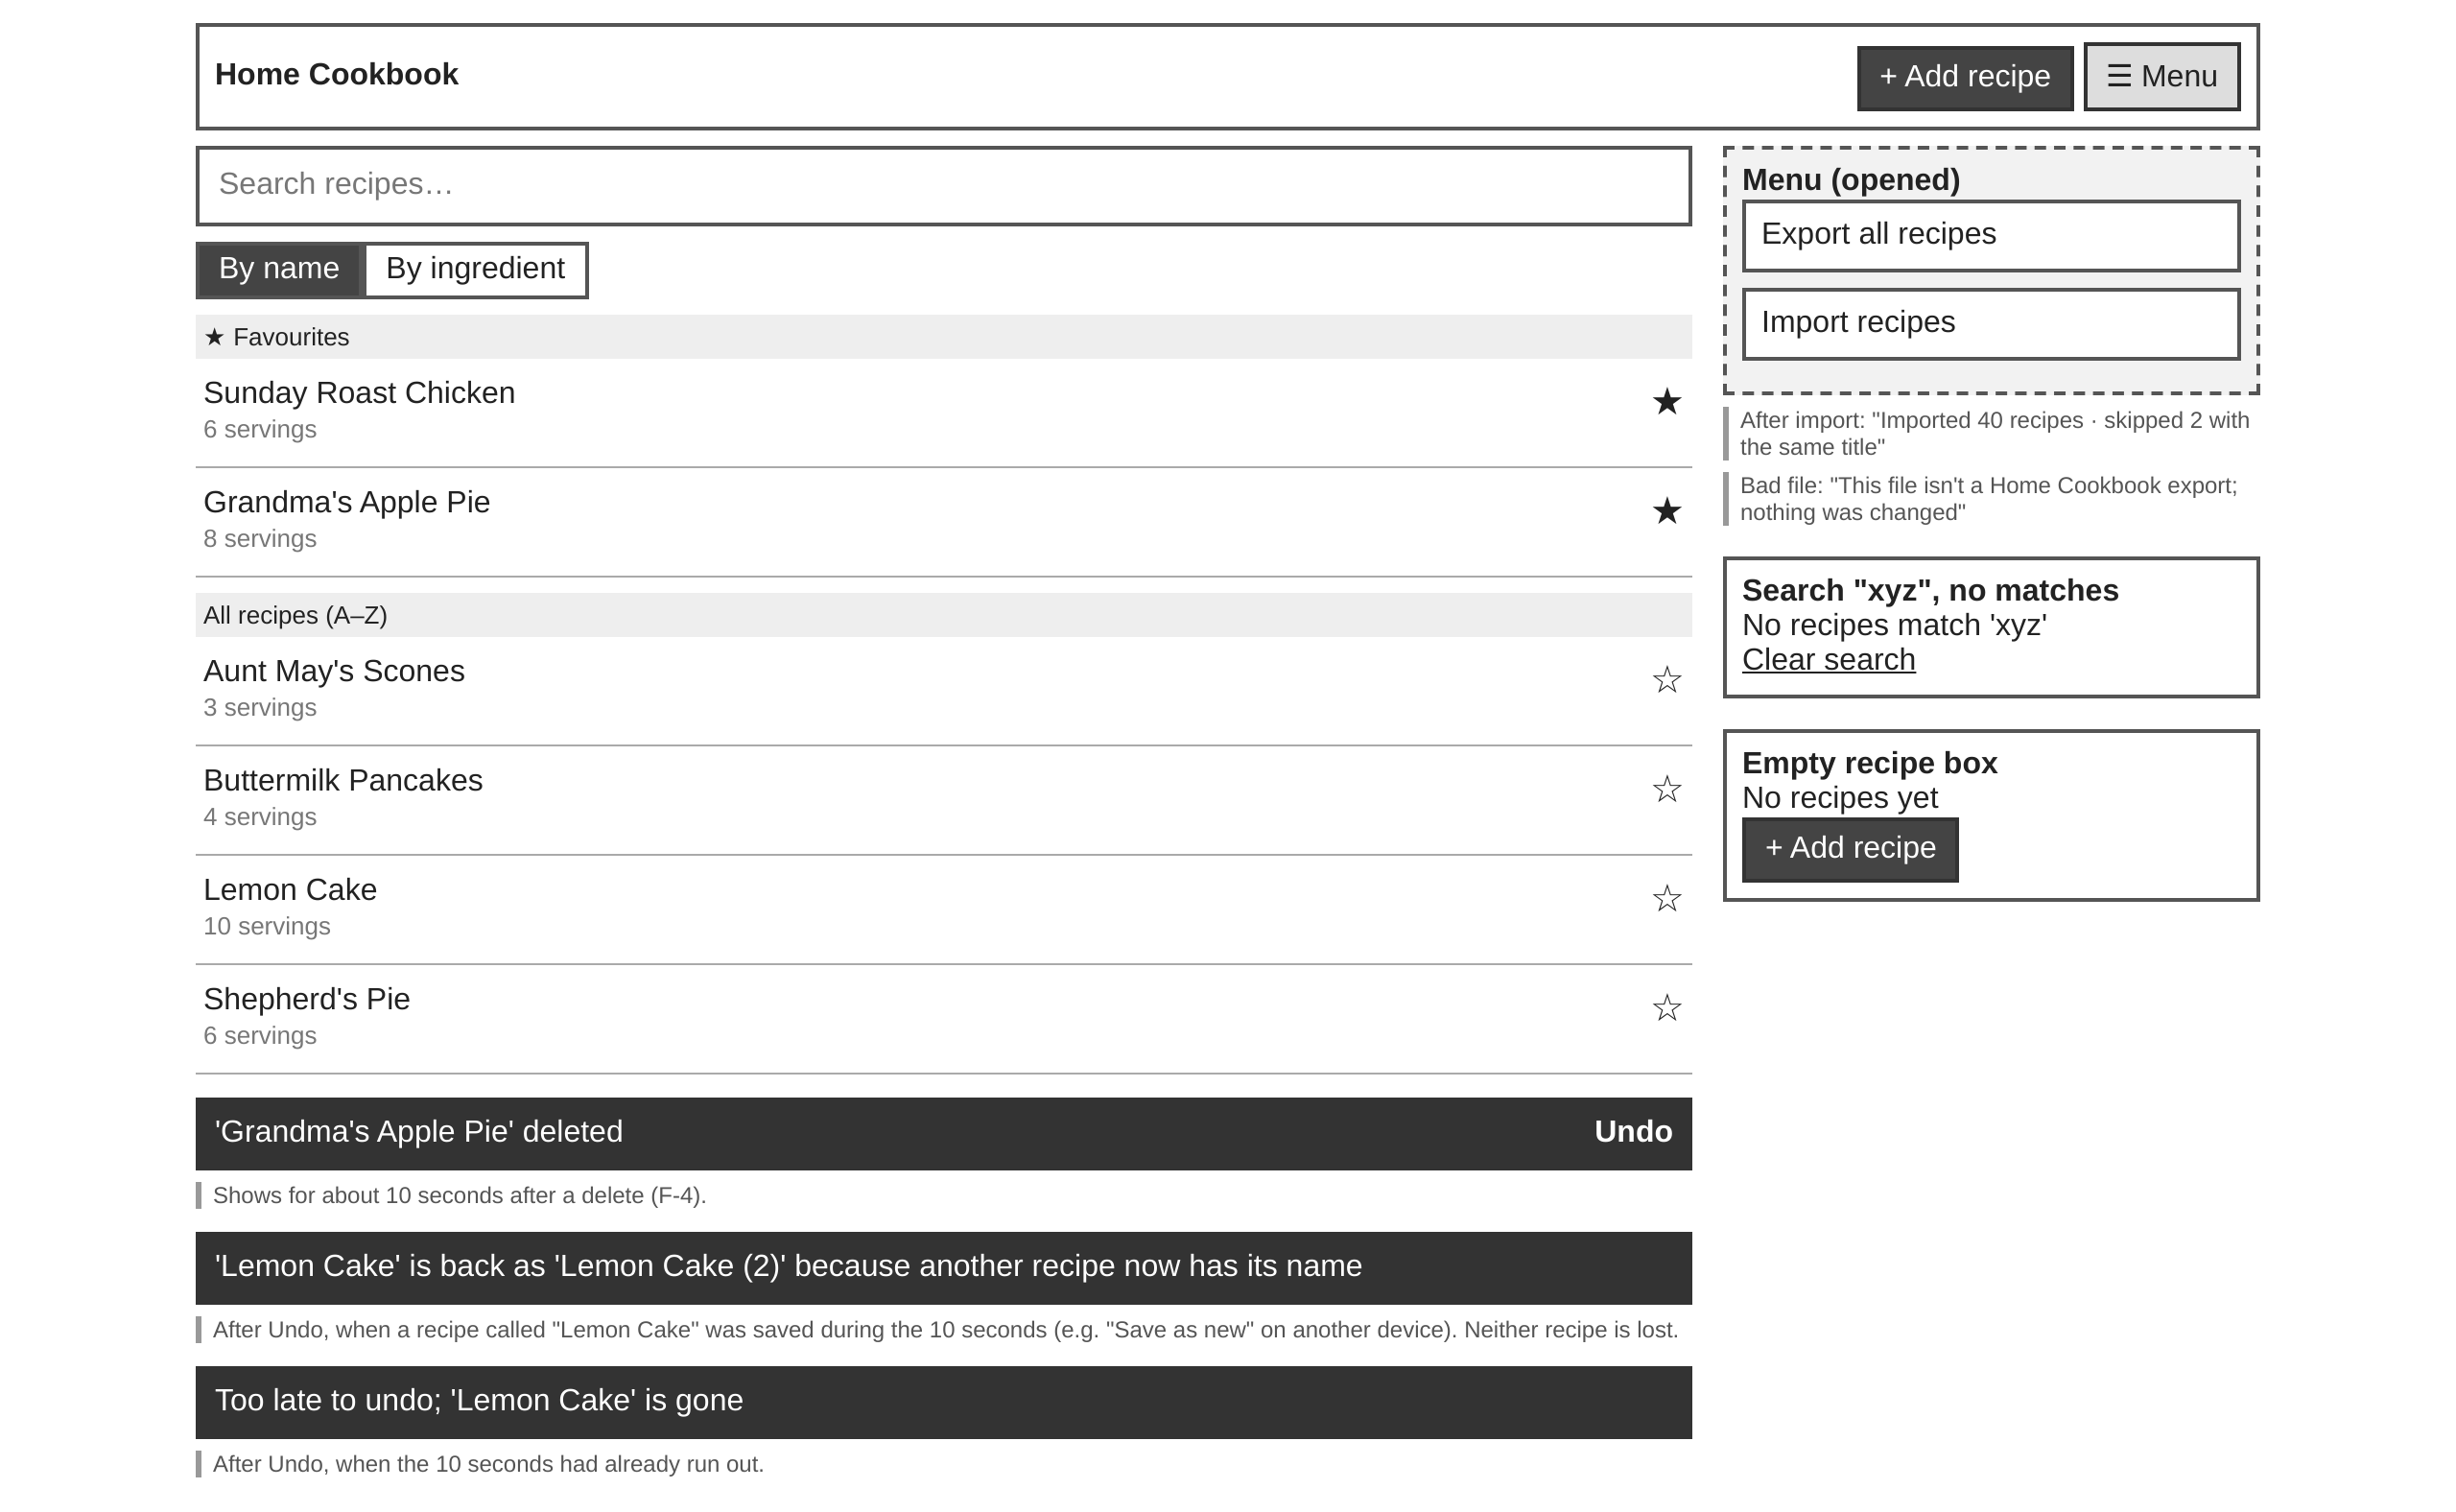 Home Cookbook
+ Add recipe
☰ Menu
Search recipes…
By name
By ingredient
★ Favourites
Sunday Roast Chicken
★
6 servings
Grandma's Apple Pie
★
8 servings
All recipes (A–Z)
Aunt May's Scones
☆
3 servings
Buttermilk Pancakes
☆
4 servings
Lemon Cake
☆
10 servings
Shepherd's Pie
☆
6 servings
'Grandma's Apple Pie' deleted
Undo
Shows for about 10 seconds after a delete (F-4).
'Lemon Cake' is back as 'Lemon Cake (2)' because another recipe now has its name
After Undo, when a recipe called "Lemon Cake" was saved during the 10 seconds (e.g. "Save as new" on another device). Neither recipe is lost.
Too late to undo; 'Lemon Cake' is gone
After Undo, when the 10 seconds had already run out.
Menu (opened)
Export all recipes
Import recipes
After import: "Imported 40 recipes · skipped 2 with
the same title"
Bad file: "This file isn't a Home Cookbook export;
nothing was changed"
Search "xyz", no matches
No recipes match 'xyz'
Clear search
Empty recipe box
No recipes yet
+ Add recipe